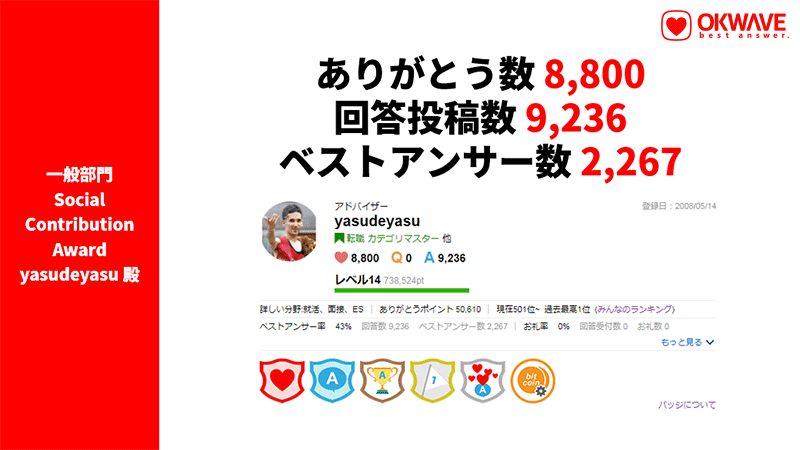 OKWAVE
best answer.
ありがとう数 8,800
回答投稿数 9,236
ベストアンサー数 2,267
一般部門
Social
Contribution
Award
yasudeyasu 殿
アドバイザー
登録日：2008/05/14
yasudeyasu
転職 カテゴリマスター 他
8,800 Q 0 A 9,236
レベル14 738,524pt
詳しい分野:就活、面接、ES | ありがとうポイント 50,610 | 現在501位~ 過去最高1位 (みんなのランキング)
ベストアンサー率 43% 回答数 9,236 ベストアンサー数 2,267 | お礼率 0% 回答受付数 0 お礼数 0
もっと見る
A
A
1
A
bit
coin
バッジについて